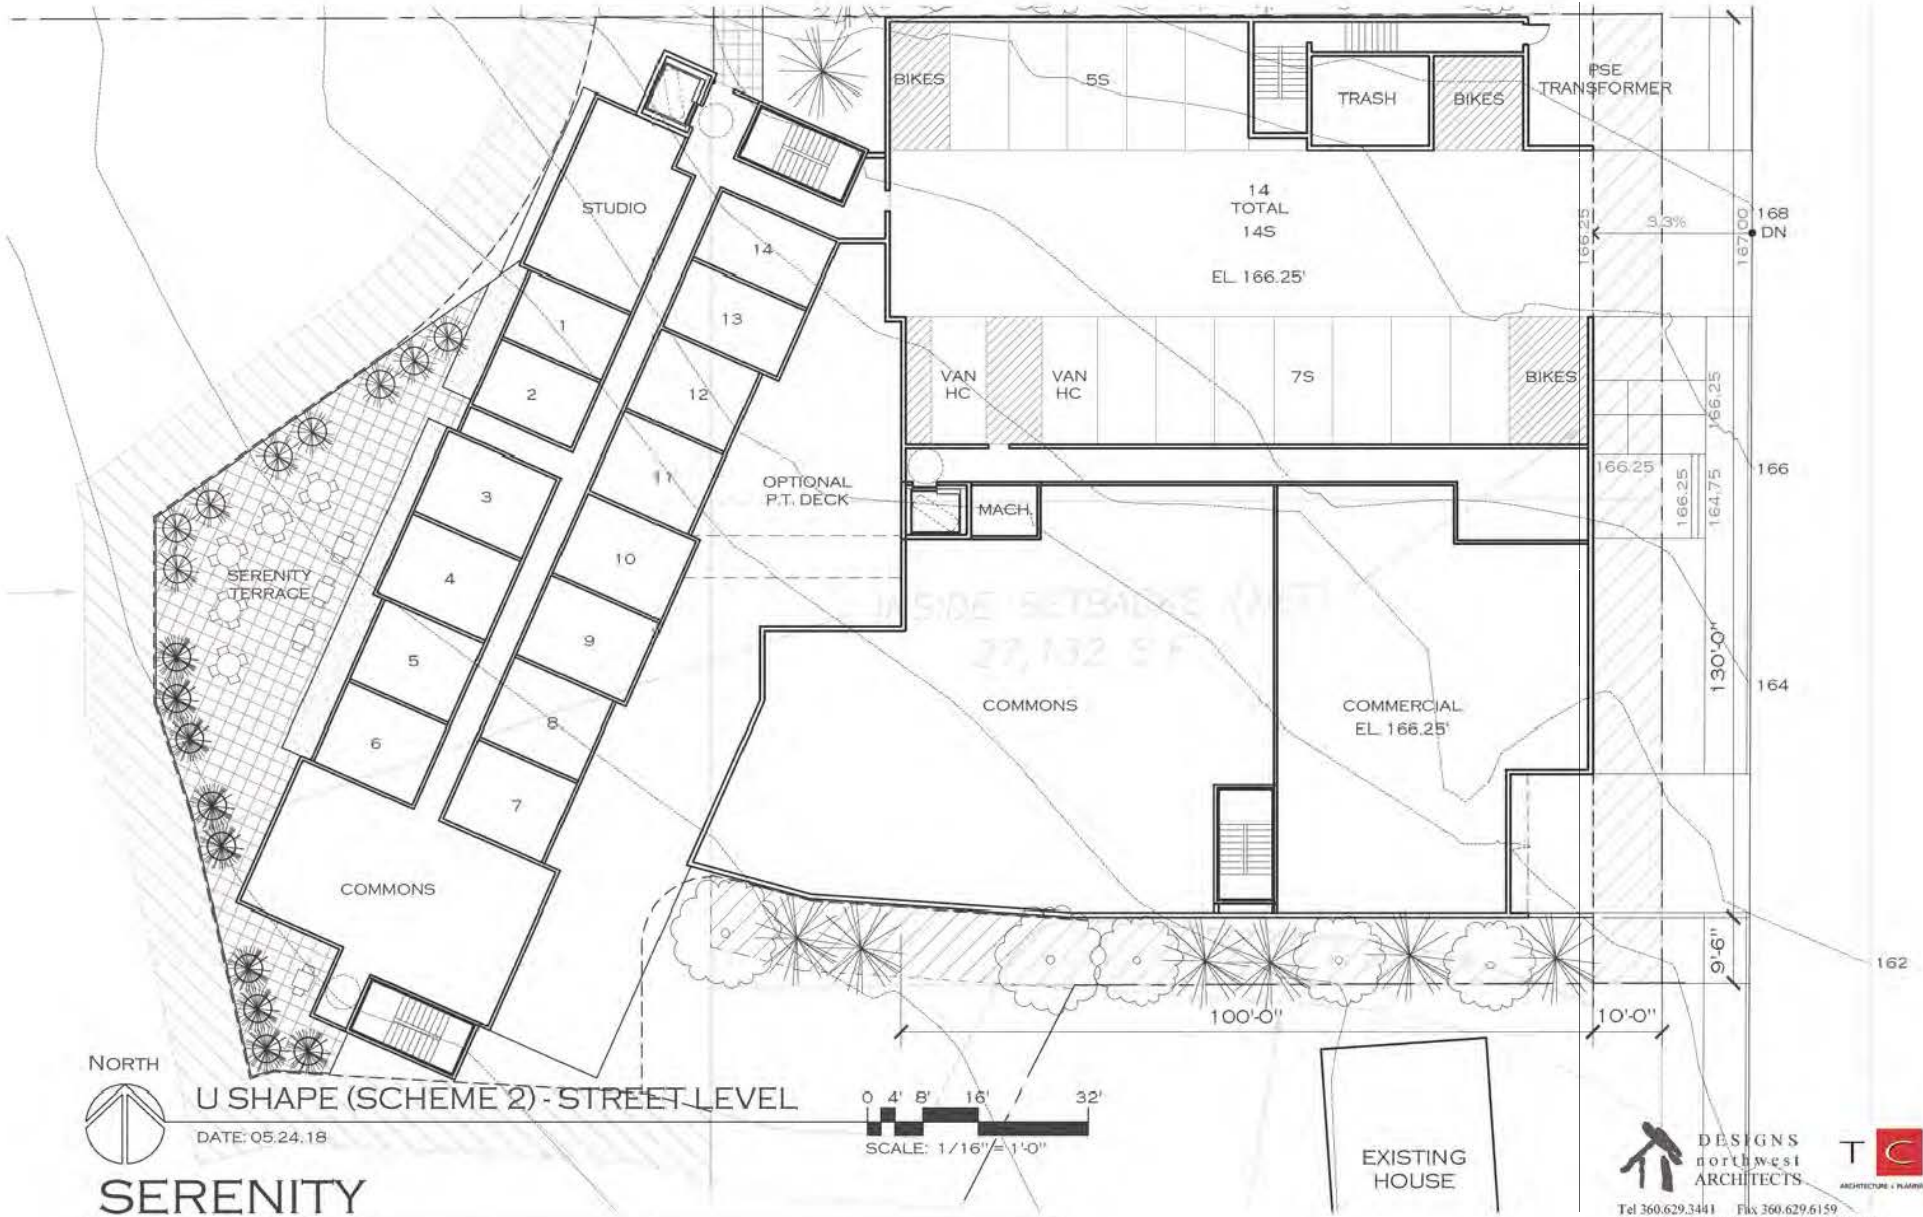 BIKES
5S
TRASH
BIKES
PSE
TRANSFORMER
STUDIO
14
TOTAL
14S
EL. 166.25'
166.25
3.3%
167.00
168
DN
14
13
1
2
12
VAN
HC
VAN
HC
7S
BIKES
166.25
11
OPTIONAL
P.T. DECK
166.25
166.25
164.75
166
3
MACH.
10
4
SERENITY
TERRACE
INSIDE SETBACKS (NET)
27,132 S.F.
9
5
130'-0"
164
COMMONS
COMMERCIAL
EL. 166.25'
8
6
7
COMMONS
9'-6"
162
100'-0"
10'-0"
NORTH
U SHAPE (SCHEME 2) - STREET LEVEL
DATE: 05.24.18
0 4' 8' 16' 32'
SCALE: 1/16" = 1'-0"
SERENITY
EXISTING
HOUSE
DESIGNS
northwest
ARCHITECTS
Tel 360.629.3441 Fax 360.629.6159
T C